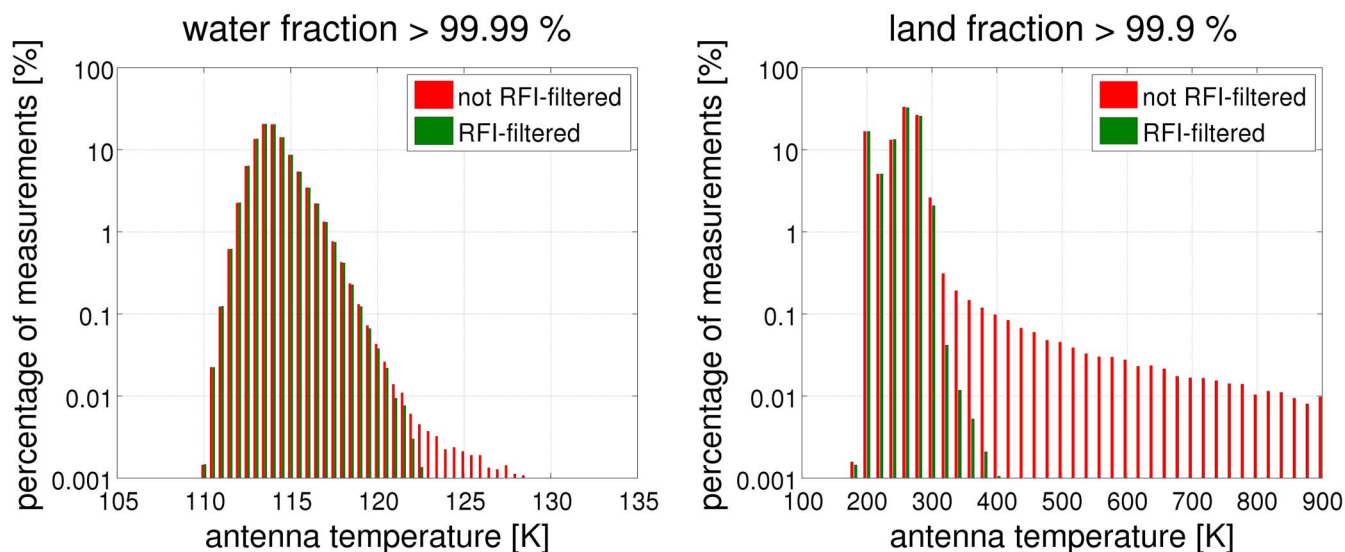 water fraction > 99.99 %
percentage of measurements [%]
100
10
1
0.1
0.01
0.001
not RFI-filtered
RFI-filtered
105 110 115 120 125 130 135
antenna temperature [K]
land fraction > 99.9 %
percentage of measurements [%]
100
10
1
0.1
0.01
0.001
not RFI-filtered
RFI-filtered
100 200 300 400 500 600 700 800 900
antenna temperature [K]